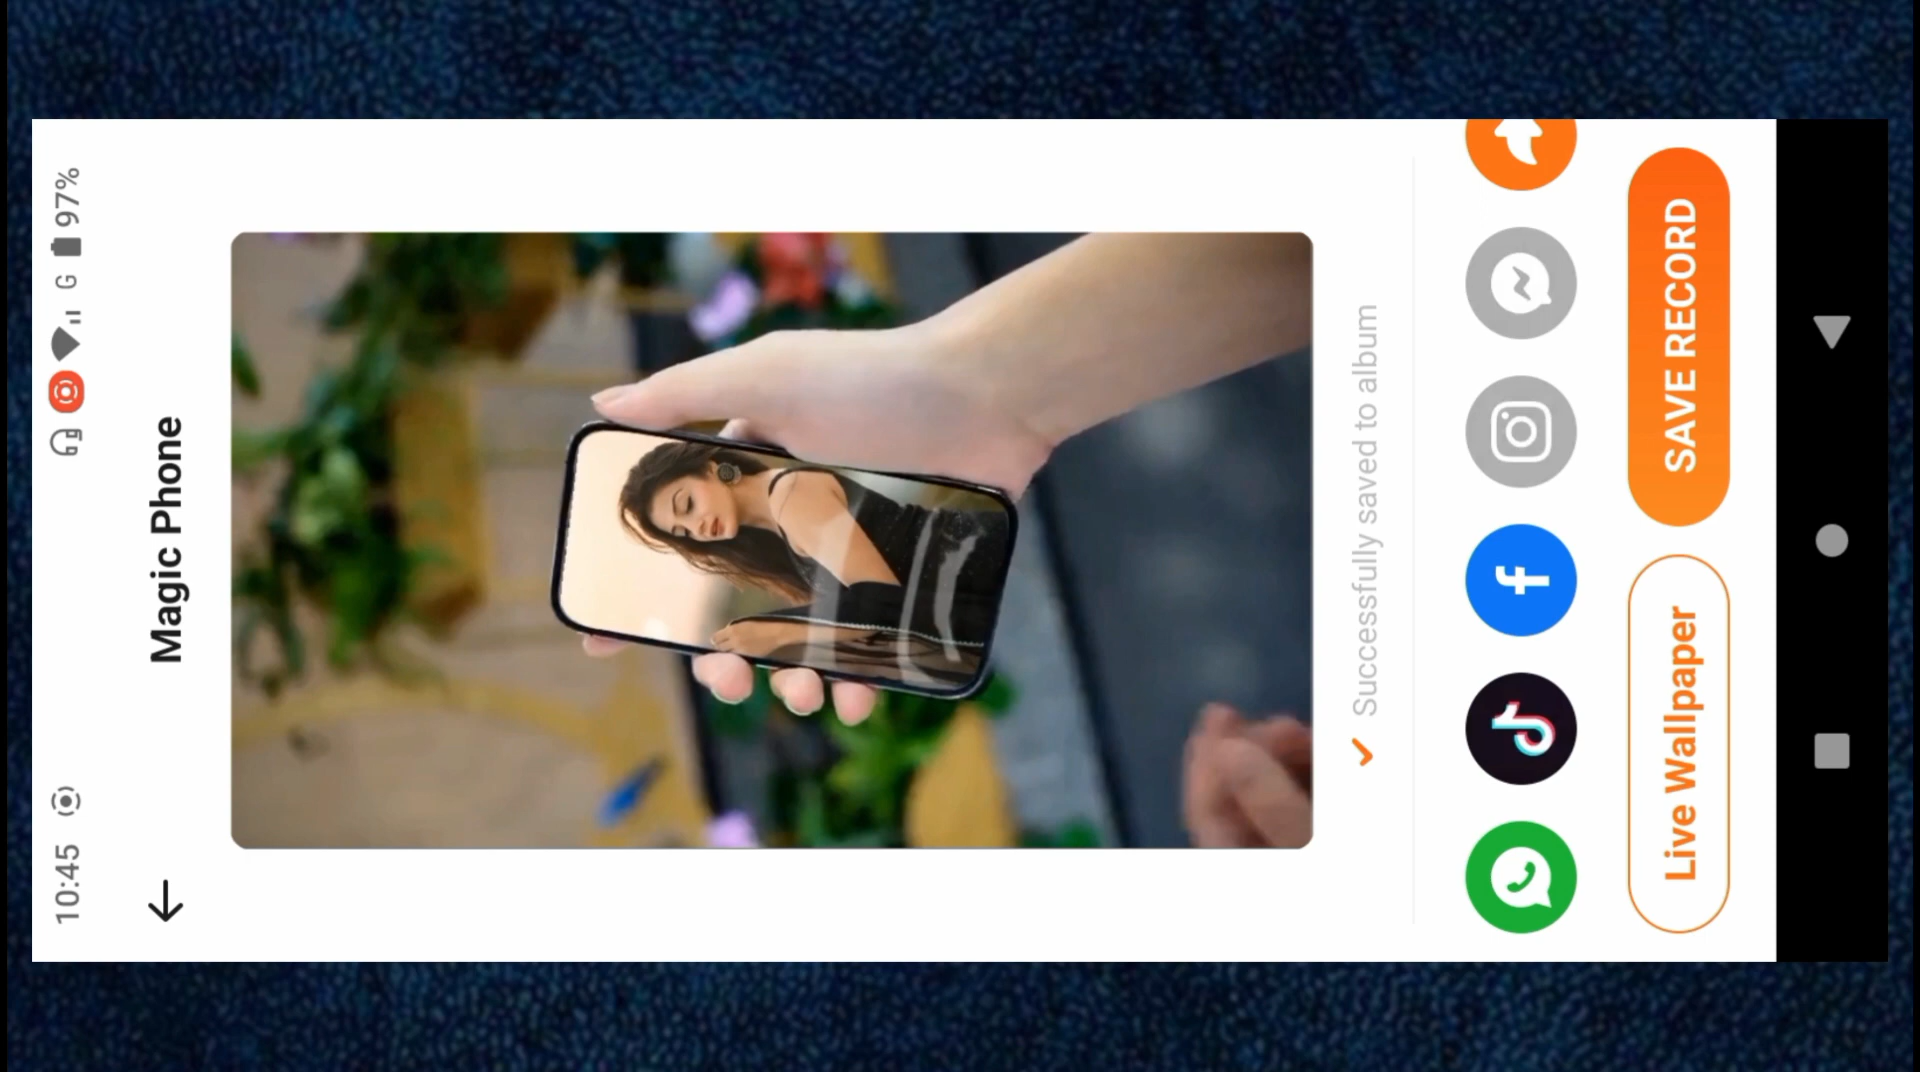 10:45 G 97%
Magic Phone
Successfully saved to album
Live Wallpaper
SAVE RECORD